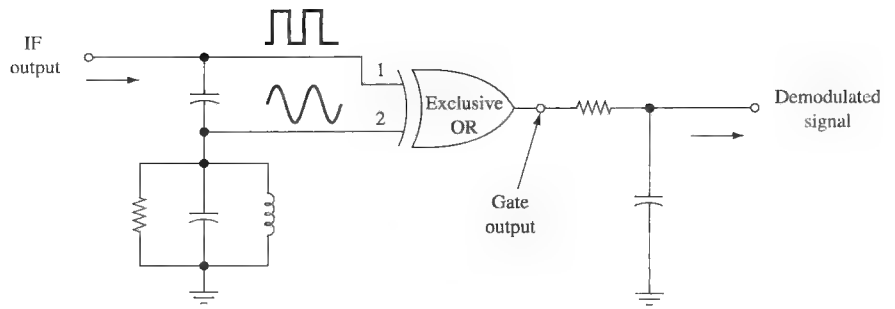 IF
output
1
2
Exclusive
OR
Gate
output
Demodulated
signal